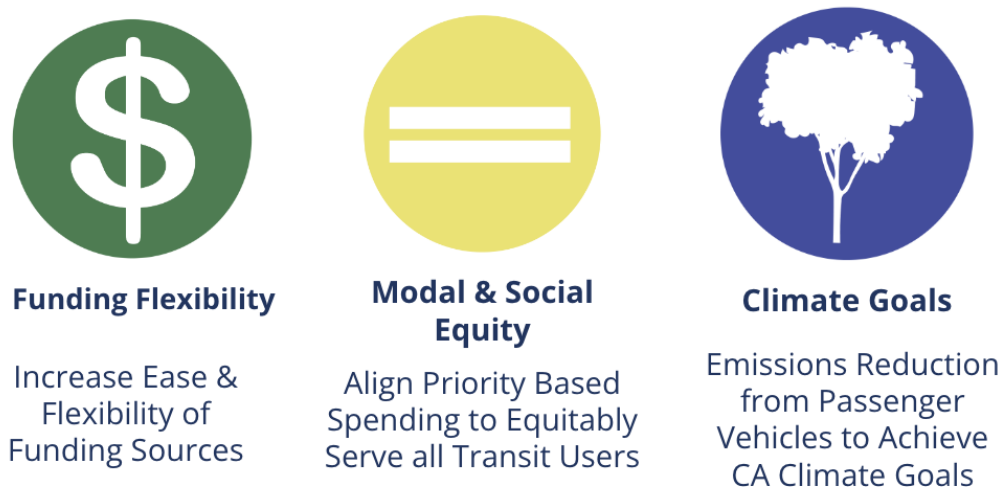 $
Funding Flexibility
Increase Ease &
Flexibility of
Funding Sources
Modal & Social
Equity
Align Priority Based
Spending to Equitably
Serve all Transit Users
Climate Goals
Emissions Reduction
from Passenger
Vehicles to Achieve
CA Climate Goals